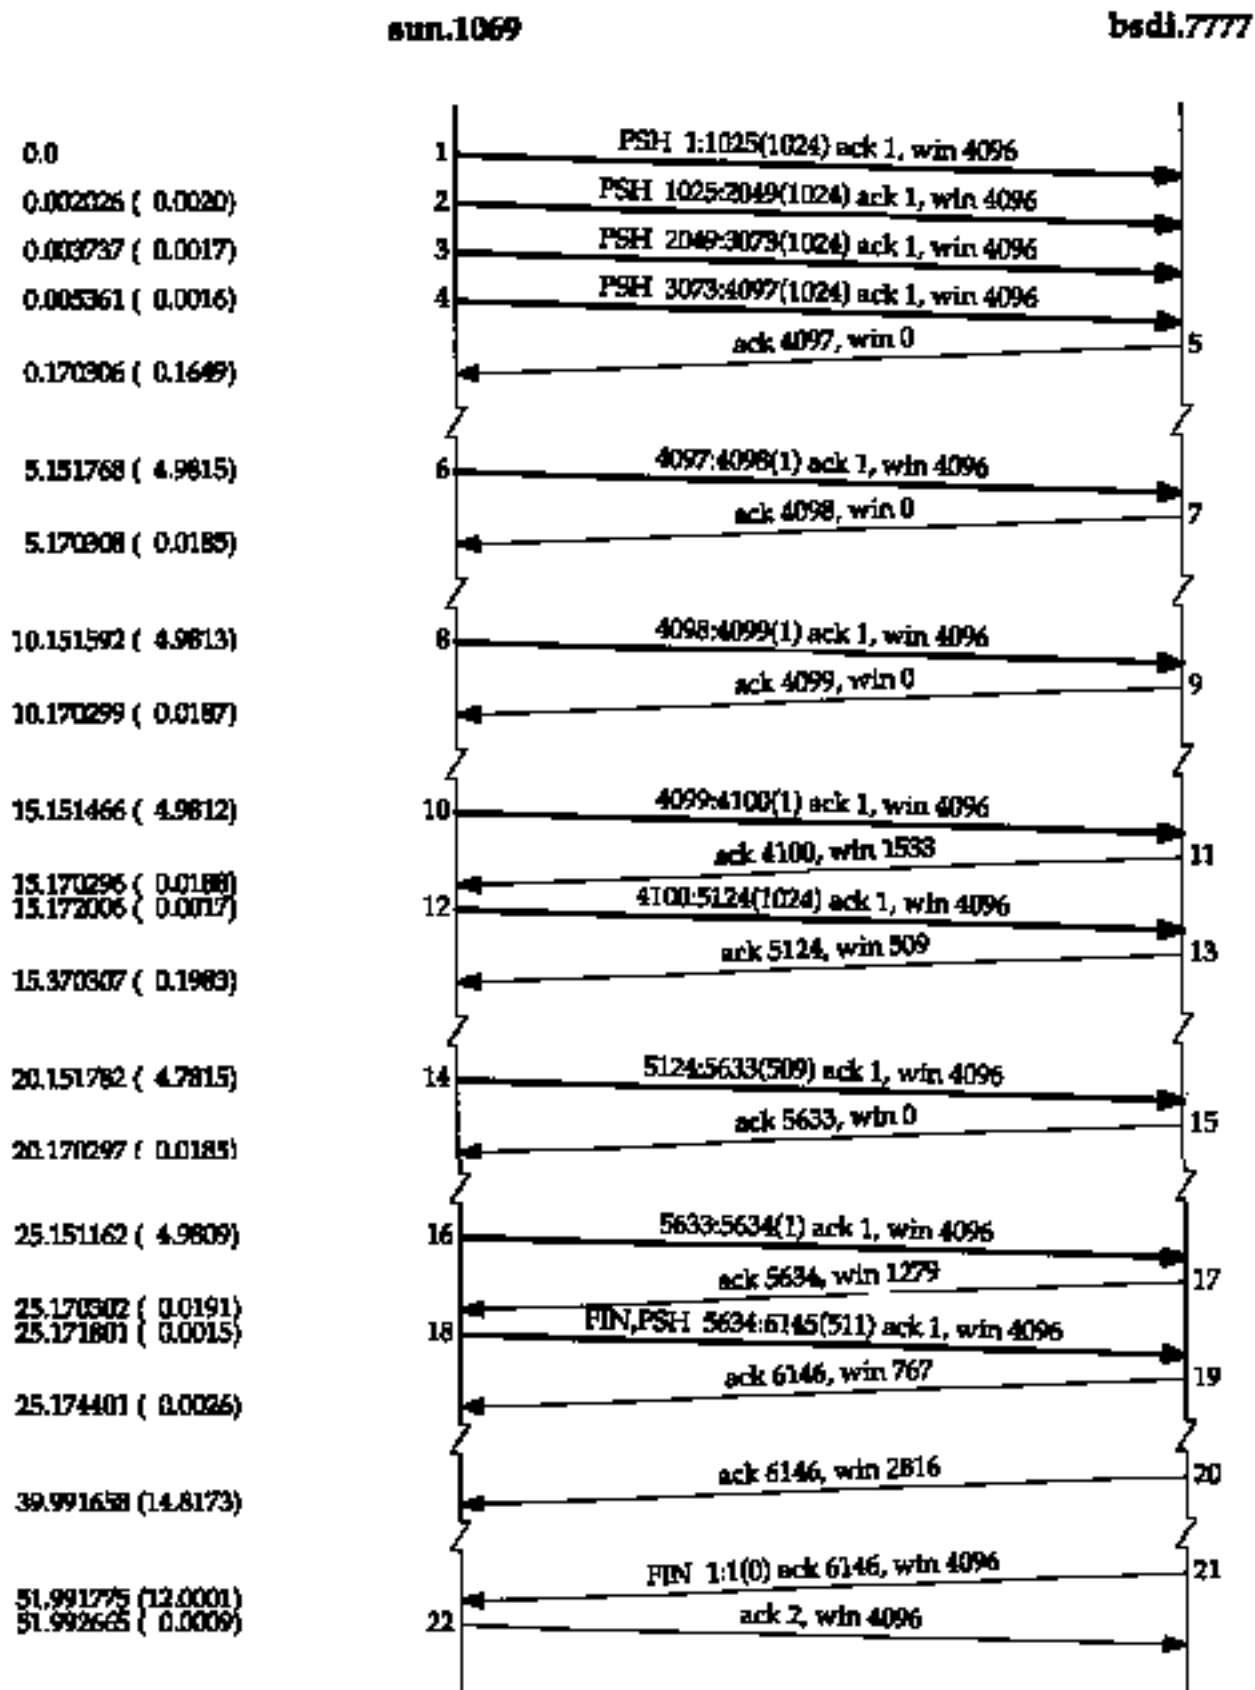 sun.1069 bsdi.7777
0.0 1 PSH 1:1025(1024) ack 1, win 4096
0.002026 ( 0.0020) 2 PSH 1025:2049(1024) ack 1, win 4096
0.003737 ( 0.0017) 3 PSH 2049:3073(1024) ack 1, win 4096
0.005361 ( 0.0016) 4 PSH 3073:4097(1024) ack 1, win 4096
ack 4097, win 0 5
0.170306 ( 0.1649)
5.151768 ( 4.9815) 6 4097:4098(1) ack 1, win 4096
ack 4098, win 0 7
5.170308 ( 0.0185)
10.151592 ( 4.9813) 8 4098:4099(1) ack 1, win 4096
ack 4099, win 0 9
10.170299 ( 0.0187)
15.151466 ( 4.9812) 10 4099:4100(1) ack 1, win 4096
ack 4100, win 1533 11
15.170296 ( 0.0188)
15.172006 ( 0.0017) 12 4100:5124(1024) ack 1, win 4096
ack 5124, win 509 13
15.370307 ( 0.1983)
20.151782 ( 4.7815) 14 5124:5633(509) ack 1, win 4096
ack 5633, win 0 15
20.170297 ( 0.0185)
25.151162 ( 4.9809) 16 5633:5634(1) ack 1, win 4096
ack 5634, win 1279 17
25.170302 ( 0.0191)
25.171801 ( 0.0015) 18 FIN,PSH 5634:6145(511) ack 1, win 4096
ack 6146, win 767 19
25.174401 ( 0.0026)
ack 6146, win 2816 20
39.991658 (14.8173)
FIN 1:1(0) ack 6146, win 4096 21
51.991775 (12.0001)
51.992665 ( 0.0009) 22 ack 2, win 4096